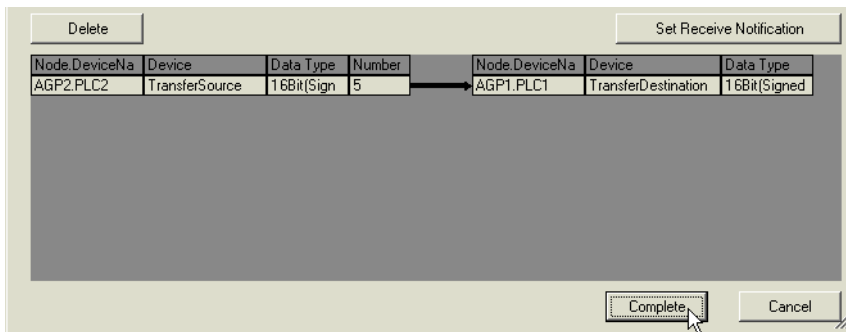 Delete Set Receive Notification
Node.DeviceNa Device Data Type Number Node.DeviceNa Device Data Type
AGP2.PLC2 TransferSource 16Bit(Sign 5 AGP1.PLC1 TransferDestination 16Bit(Signed
Complete Cancel